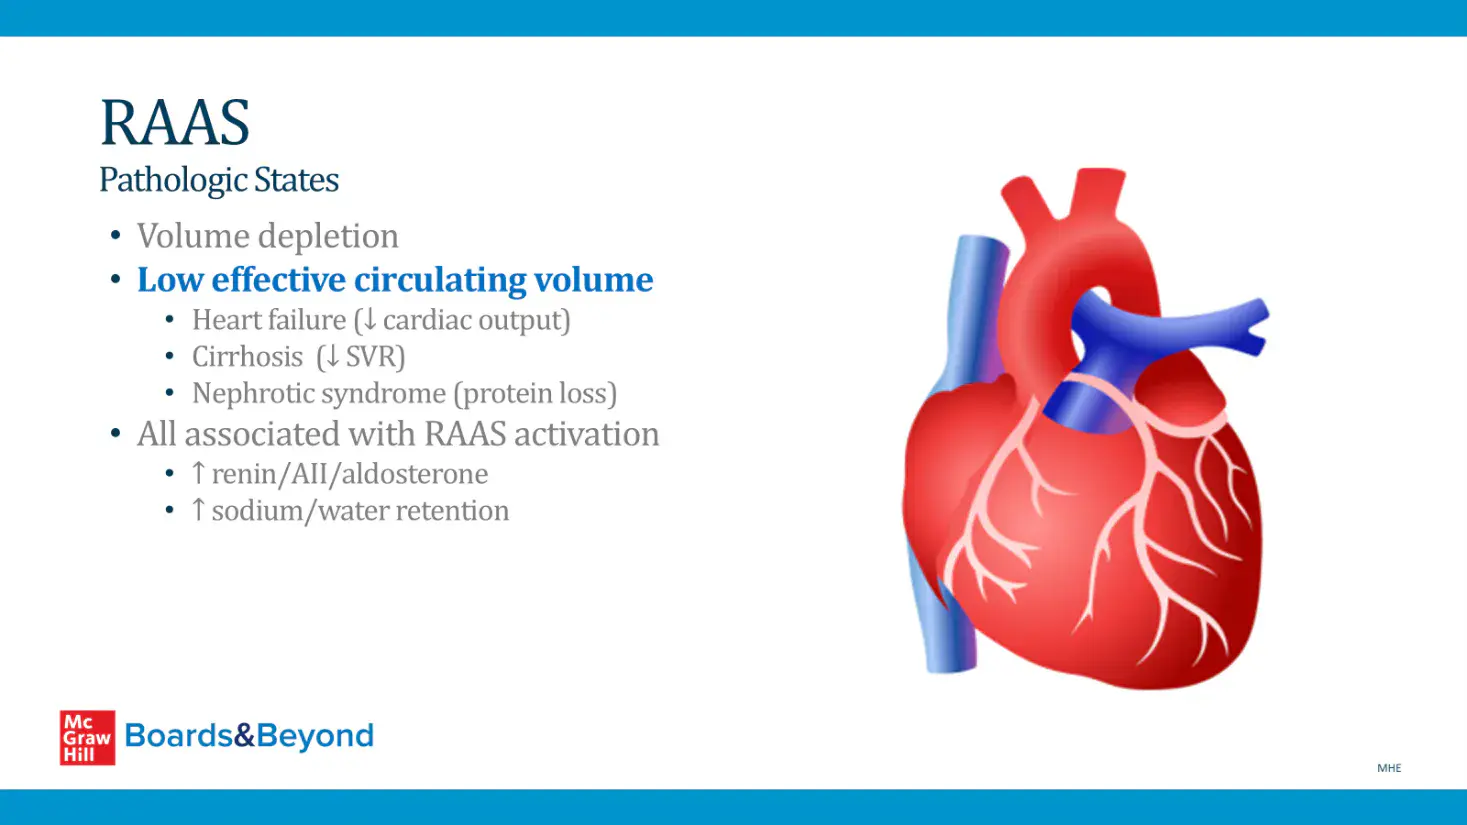 RAAS
Pathologic States
• Volume depletion
• Low effective circulating volume
• Heart failure (↓ cardiac output)
• Cirrhosis (↓ SVR)
• Nephrotic syndrome (protein loss)
• All associated with RAAS activation
• ↑ renin/AII/aldosterone
• ↑ sodium/water retention
Mc
Graw
Hill
Boards&Beyond
MHE